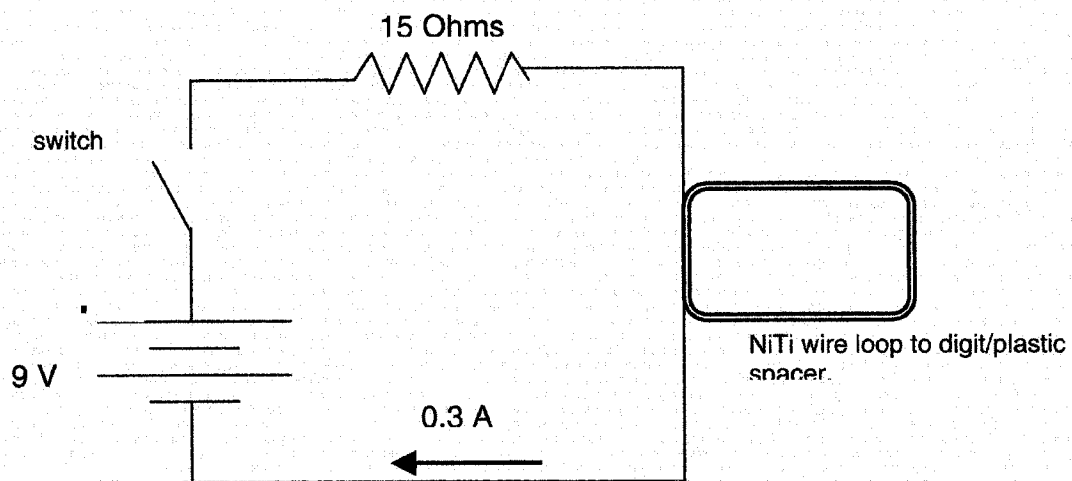 15 Ohms
switch
9 V
0.3 A
NiTi wire loop to digit/plastic
spacer.